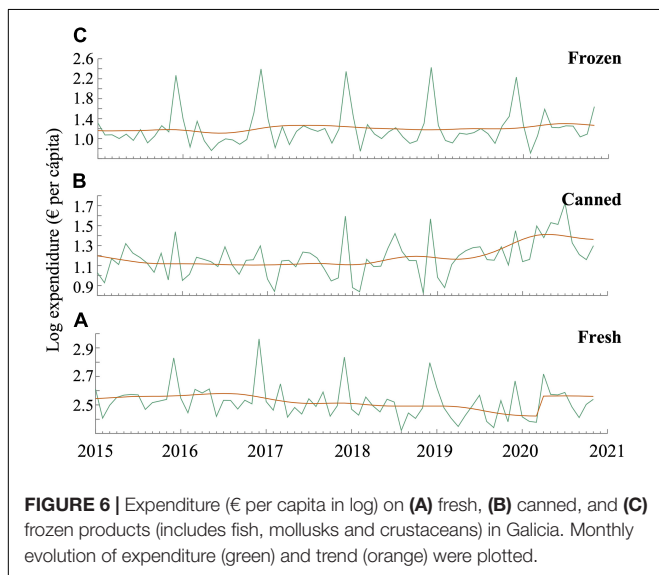 C
Frozen
2.6
2.2
1.8
1.4
1.0
Log expendidure (€ per cápita)
B
Canned
1.7
1.5
1.3
1.1
0.9
A
Fresh
2.9
2.7
2.5
2015 2016 2017 2018 2019 2020 2021
FIGURE 6 | Expenditure (€ per capita in log) on (A) fresh, (B) canned, and (C)
frozen products (includes fish, mollusks and crustaceans) in Galicia. Monthly
evolution of expenditure (green) and trend (orange) were plotted.